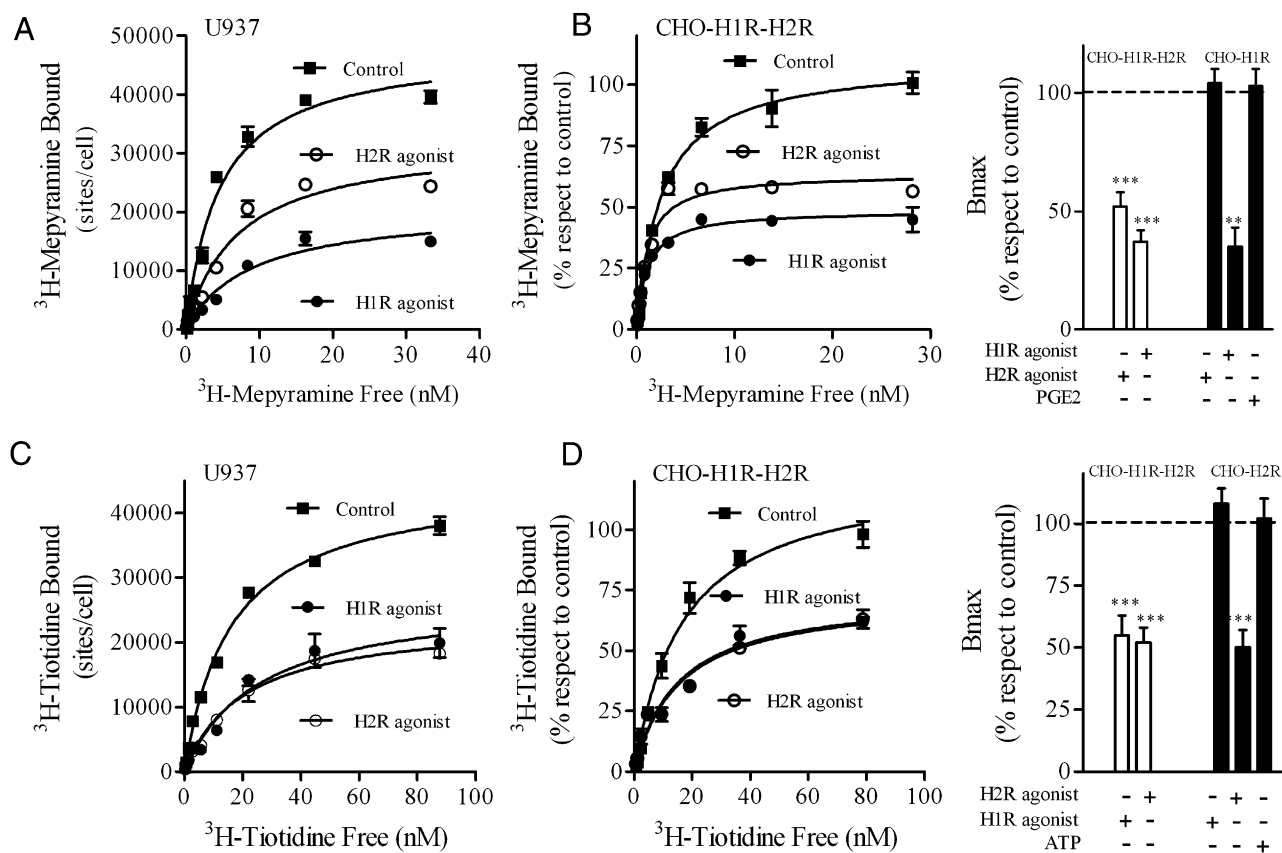 A
U937
50000
40000
30000
20000
10000
0
³H-Mepyramine Bound
(sites/cell)
Control
H2R agonist
H1R agonist
0 10 20 30 40
³H-Mepyramine Free (nM)
B
CHO-H1R-H2R
100
75
50
25
0
³H-Mepyramine Bound
(% respect to control)
Control
H2R agonist
H1R agonist
0 10 20 30
³H-Mepyramine Free (nM)
CHO-H1R-H2R CHO-H1R
100
50
0
Bmax
(% respect to control)
*** *** **
H1R agonist - + - + -
H2R agonist + - + - -
PGE2 - - - - +
C
U937
40000
30000
20000
10000
0
³H-Tiotidine Bound
(sites/cell)
Control
H1R agonist
H2R agonist
0 20 40 60 80 100
³H-Tiotidine Free (nM)
D
CHO-H1R-H2R
100
75
50
25
0
³H-Tiotidine Bound
(% respect to control)
Control
H1R agonist
H2R agonist
0 20 40 60 80 100
³H-Tiotidine Free (nM)
CHO-H1R-H2R CHO-H2R
100
50
0
Bmax
(% respect to control)
*** *** ***
H2R agonist - + - + -
H1R agonist + - + - -
ATP - - - - +